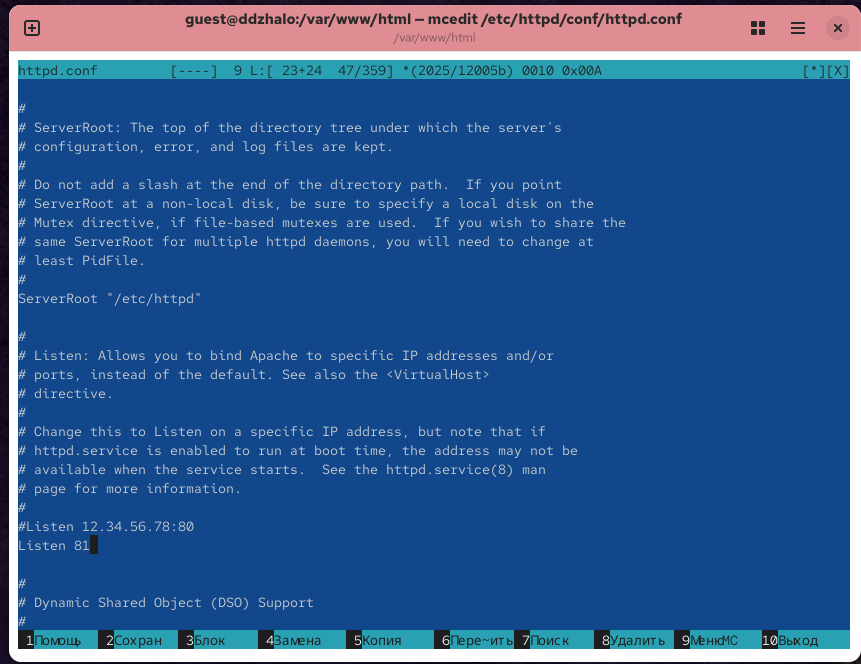 guest@ddzhalo:/var/www/html — mcedit /etc/httpd/conf/httpd.conf
/var/www/html
httpd.conf [----] 9 L:[ 23+24 47/359] *(2025/12005b) 0010 0x00A [*][X]
#
# ServerRoot: The top of the directory tree under which the server's
# configuration, error, and log files are kept.
#
# Do not add a slash at the end of the directory path.  If you point
# ServerRoot at a non-local disk, be sure to specify a local disk on the
# Mutex directive, if file-based mutexes are used.  If you wish to share the
# same ServerRoot for multiple httpd daemons, you will need to change at
# least PidFile.
#
ServerRoot "/etc/httpd"
#
# Listen: Allows you to bind Apache to specific IP addresses and/or
# ports, instead of the default. See also the <VirtualHost>
# directive.
#
# Change this to Listen on a specific IP address, but note that if
# httpd.service is enabled to run at boot time, the address may not be
# available when the service starts.  See the httpd.service(8) man
# page for more information.
#
#Listen 12.34.56.78:80
Listen 81
#
# Dynamic Shared Object (DSO) Support
#
1Помощь 2Сохран 3Блок 4Замена 5Копия 6Пере~ить 7Поиск 8Удалить 9МенюМС 10Выход